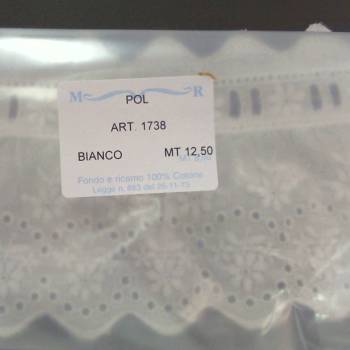 M R
POL
ART. 1738
BIANCO MT 12,50
Fondo e ricamo 100% Cotone
Legge n. 883 del 26-11-73